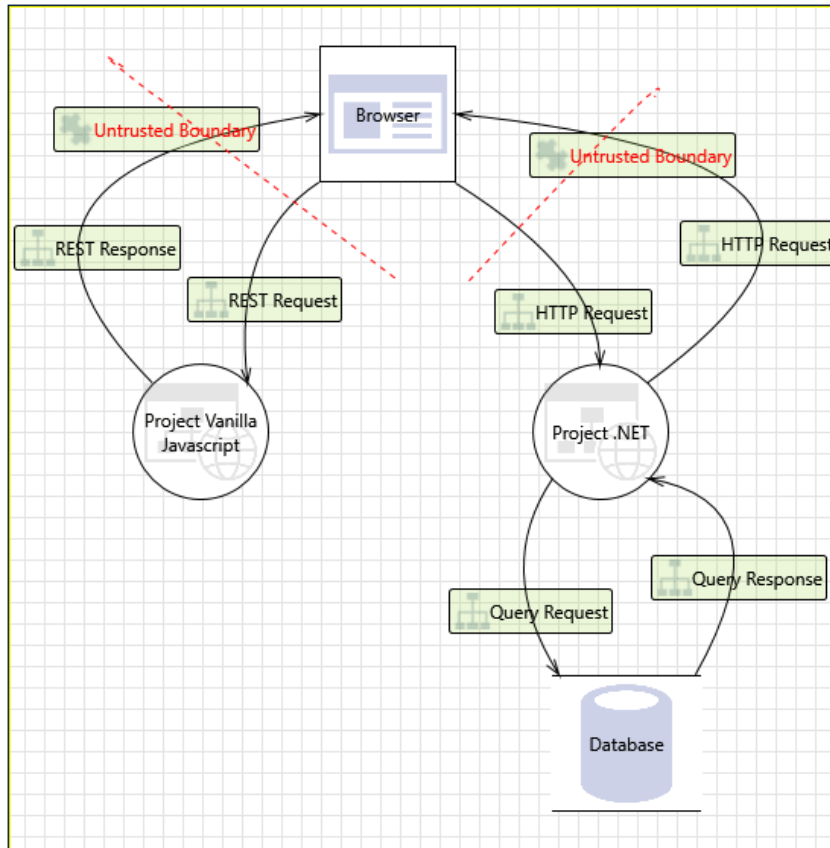 Browser
Untrusted Boundary
Untrusted Boundary
REST Response
HTTP Request
REST Request
HTTP Request
Project Vanilla
Javascript
Project .NET
Query Response
Query Request
Database